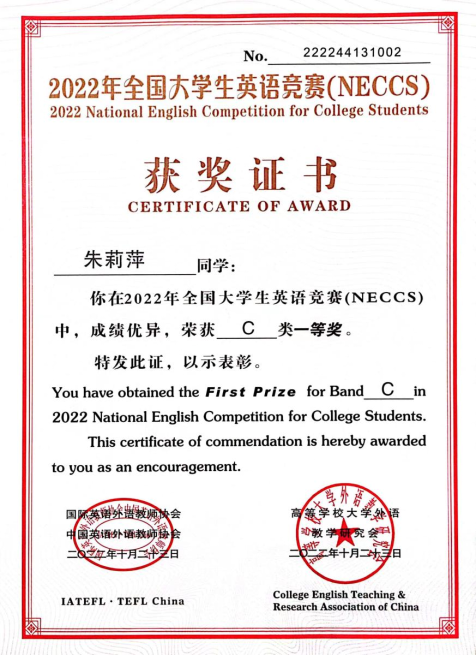 No. 222244131002
2022年全国大学生英语竞赛(NECCS)
2022 National English Competition for College Students
获奖证书
CERTIFICATE OF AWARD
朱莉萍 同学：
你在2022年全国大学生英语竞赛(NECCS)
中，成绩优异，荣获 C 类一等奖。
特发此证，以示表彰。
You have obtained the First Prize for Band C in
2022 National English Competition for College Students.
This certificate of commendation is hereby awarded
to you as an encouragement.
国际英语外语教师协会
中国英语外语教师协会
二〇二二年十月二十三日
IATEFL·TEFL China
高等学校大学外语
教学研究会
二〇二二年十月二十三日
College English Teaching &
Research Association of China